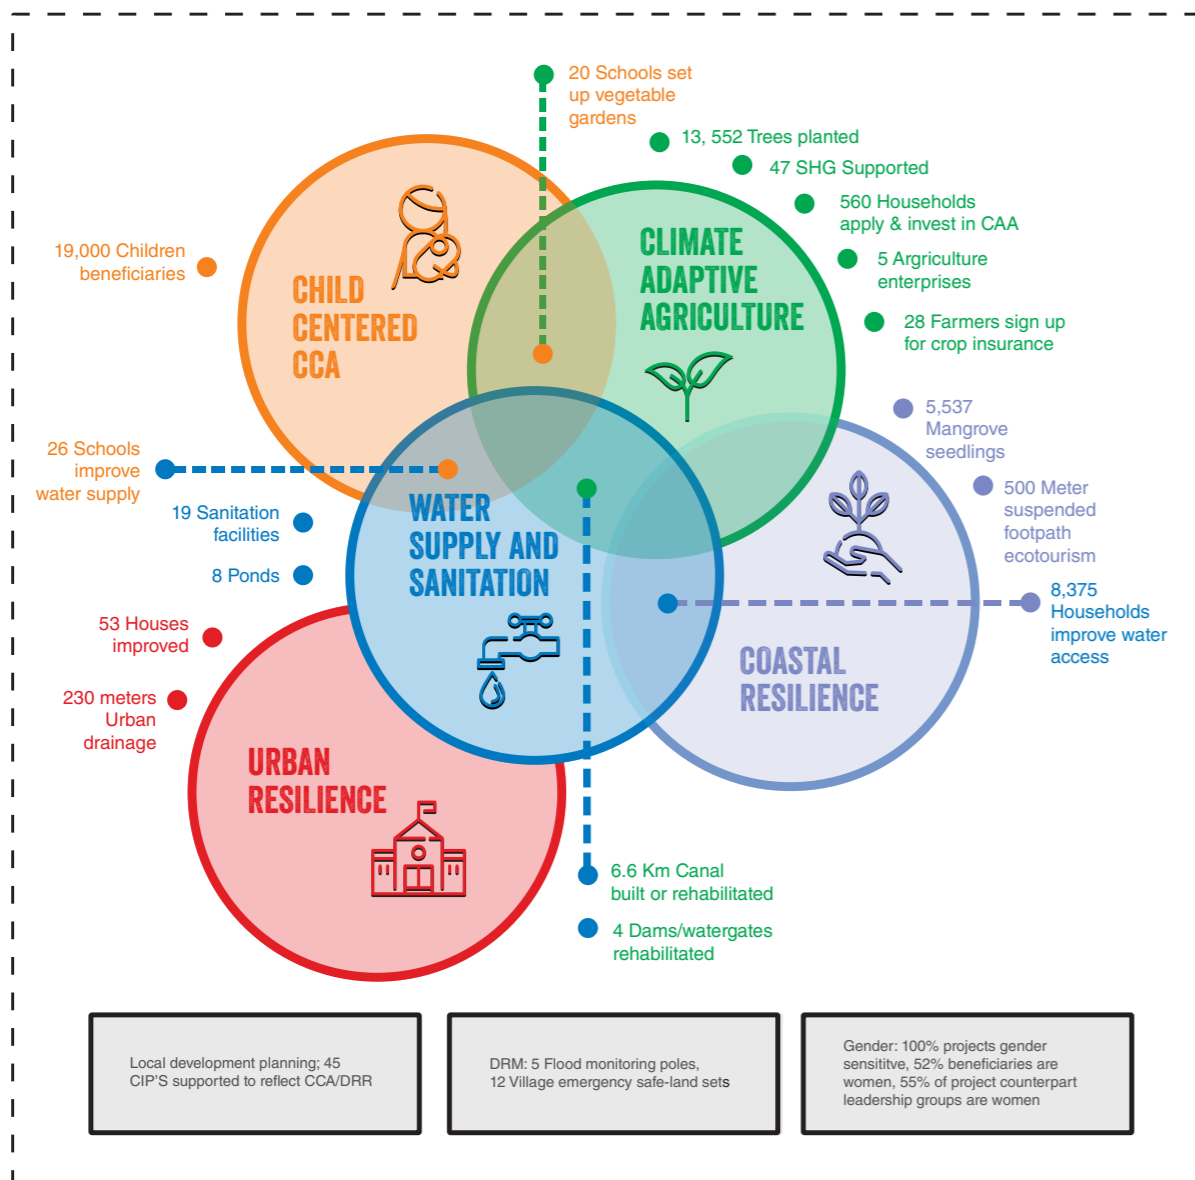 20 Schools set
up vegetable
gardens
13, 552 Trees planted
47 SHG Supported
560 Households
apply & invest in CAA
5 Argriculture
enterprises
28 Farmers sign up
for crop insurance
19,000 Children
beneficiaries
CHILD
CENTERED
CCA
CLIMATE
ADAPTIVE
AGRICULTURE
5,537
Mangrove
seedlings
500 Meter
suspended
footpath
ecotourism
8,375
Households
improve water
access
26 Schools
improve
water supply
19 Sanitation
facilities
8 Ponds
WATER
SUPPLY AND
SANITATION
COASTAL
RESILIENCE
53 Houses
improved
230 meters
Urban
drainage
URBAN
RESILIENCE
6.6 Km Canal
built or rehabilitated
4 Dams/watergates
rehabilitated
Local development planning; 45
CIP'S supported to reflect CCA/DRR
DRM: 5 Flood monitoring poles,
12 Village emergency safe-land sets
Gender: 100% projects gender
sensititve, 52% beneficiaries are
women, 55% of project counterpart
leadership groups are women